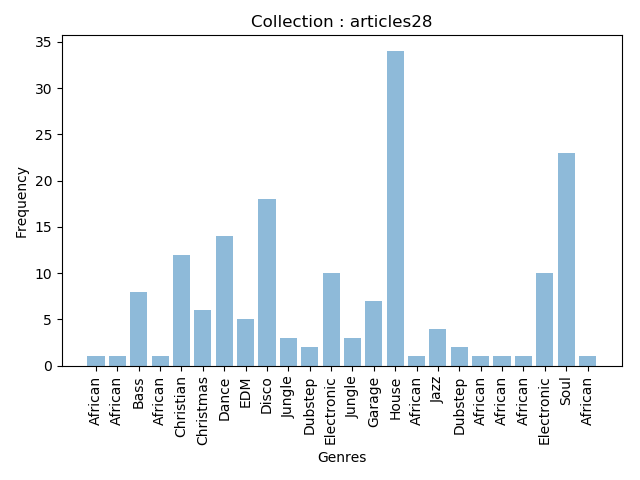 Collection : articles28
Frequency
35
30
25
20
15
10
5
0
African
African
Bass
African
Christian
Christmas
Dance
EDM
Disco
Jungle
Dubstep
Electronic
Jungle
Garage
House
African
Jazz
Dubstep
African
African
African
Electronic
Soul
African
Genres